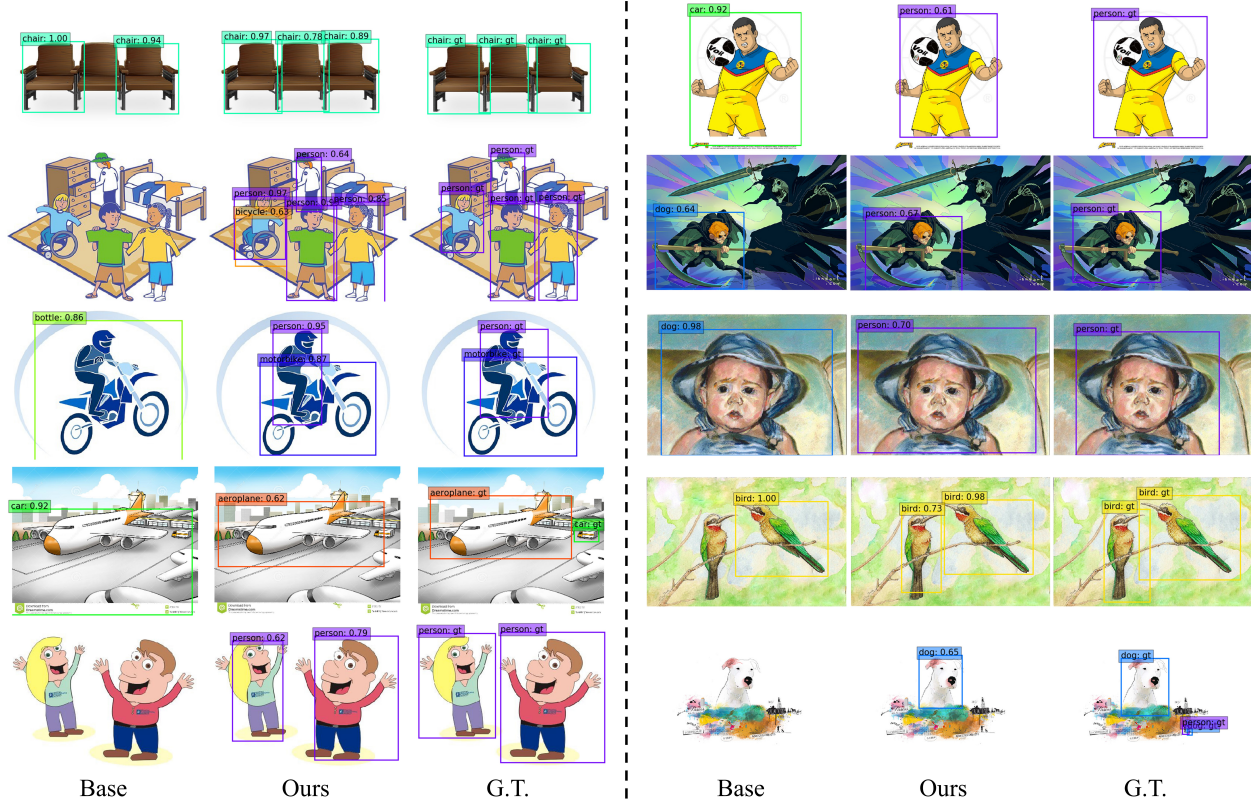 chair: 1.00
chair: 0.94
chair: 0.97
chair: 0.78
chair: 0.89
chair: gt
chair: gt
chair: gt
person: 0.64
person: 0.97
bicycle: 0.63
person: 0.85
person: gt
person: gt
person: gt
person: gt
bottle: 0.86
person: 0.95
motorbike: 0.87
person: gt
motorbike: gt
car: 0.92
aeroplane: 0.62
aeroplane: gt
car: gt
person: 0.62
person: 0.79
person: gt
person: gt
Base
Ours
G.T.
car: 0.92
person: 0.61
person: gt
Voit
Voit
Voit
dog: 0.64
person: 0.67
person: gt
dog: 0.98
person: 0.70
person: gt
bird: 1.00
bird: 0.73
bird: 0.98
bird: gt
bird: gt
dog: 0.65
dog: gt
person: gt
Base
Ours
G.T.